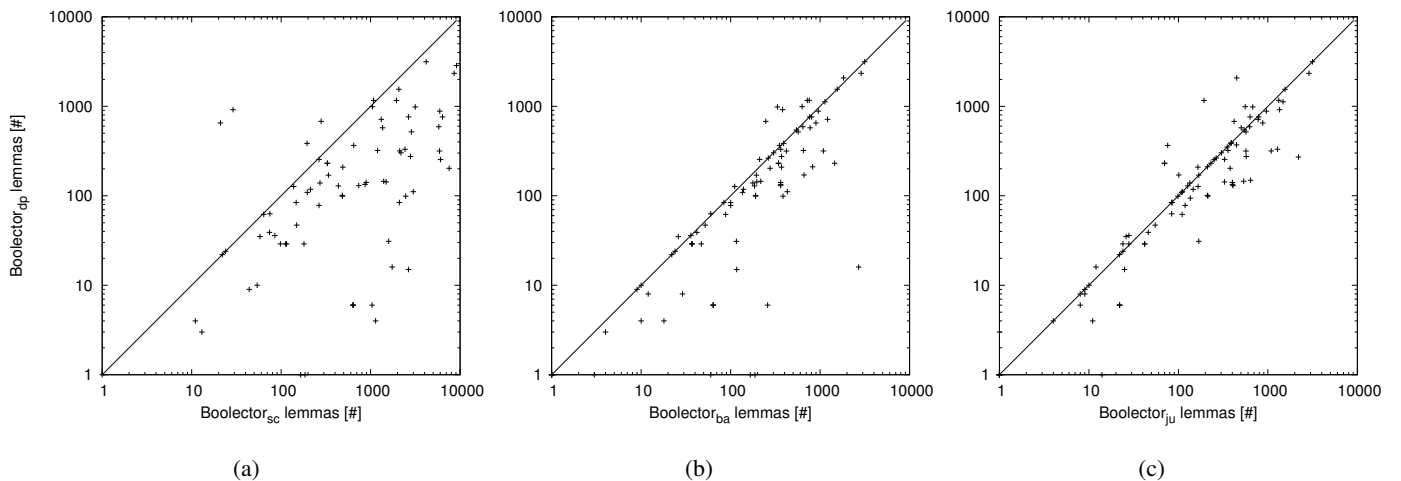 10000
1000
100
10
1
1 10 100 1000 10000
Boolector_dp lemmas [#]
Boolector_sc lemmas [#]
(a)
10000
1000
100
10
1
1 10 100 1000 10000
Boolector_ba lemmas [#]
(b)
10000
1000
100
10
1
1 10 100 1000 10000
Boolector_ju lemmas [#]
(c)